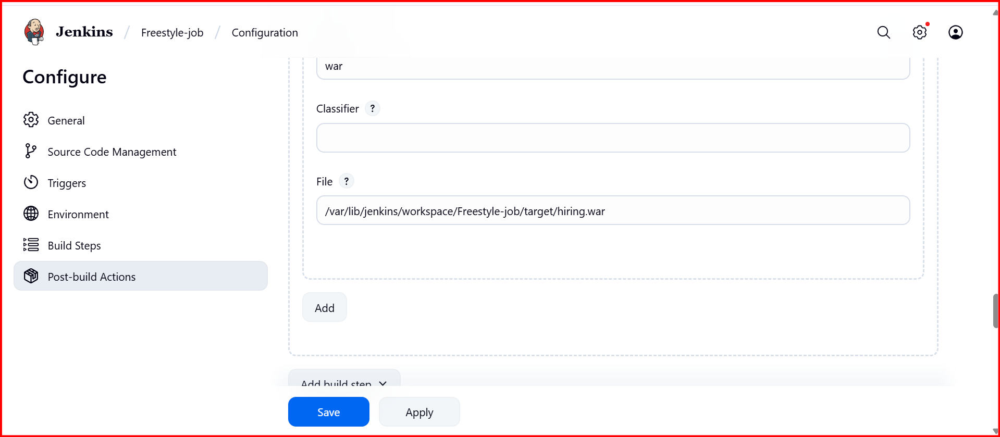 Jenkins / Freestyle-job / Configuration
Configure
General
Source Code Management
Triggers
Environment
Build Steps
Post-build Actions
war
Classifier ?
File ?
/var/lib/jenkins/workspace/Freestyle-job/target/hiring.war
Add
Add build step
Save
Apply